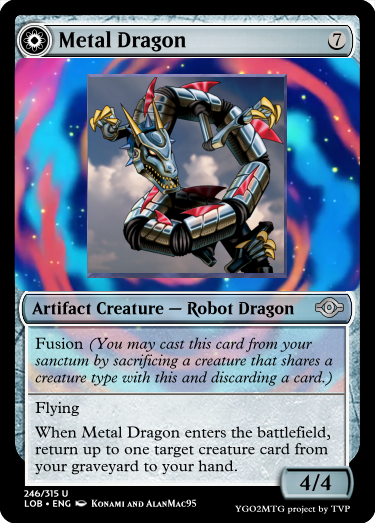 Metal Dragon 7
Artifact Creature — Robot Dragon
Fusion (You may cast this card from your
sanctum by sacrificing a creature that shares a
creature type with this and discarding a card.)
Flying
When Metal Dragon enters the battlefield,
return up to one target creature card from
your graveyard to your hand.
4/4
246/315 U
LOB • ENG Konami and AlanMac95
YGO2MTG project by TVP